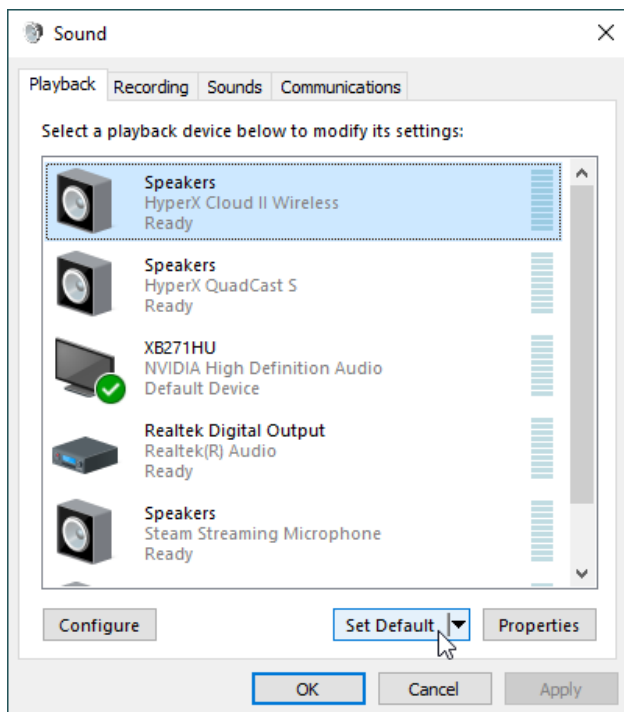 Sound
Playback
Recording
Sounds
Communications
Select a playback device below to modify its settings:
Speakers
HyperX Cloud II Wireless
Ready
Speakers
HyperX QuadCast S
Ready
XB271HU
NVIDIA High Definition Audio
Default Device
Realtek Digital Output
Realtek(R) Audio
Ready
Speakers
Steam Streaming Microphone
Ready
Configure
Set Default
Properties
OK
Cancel
Apply